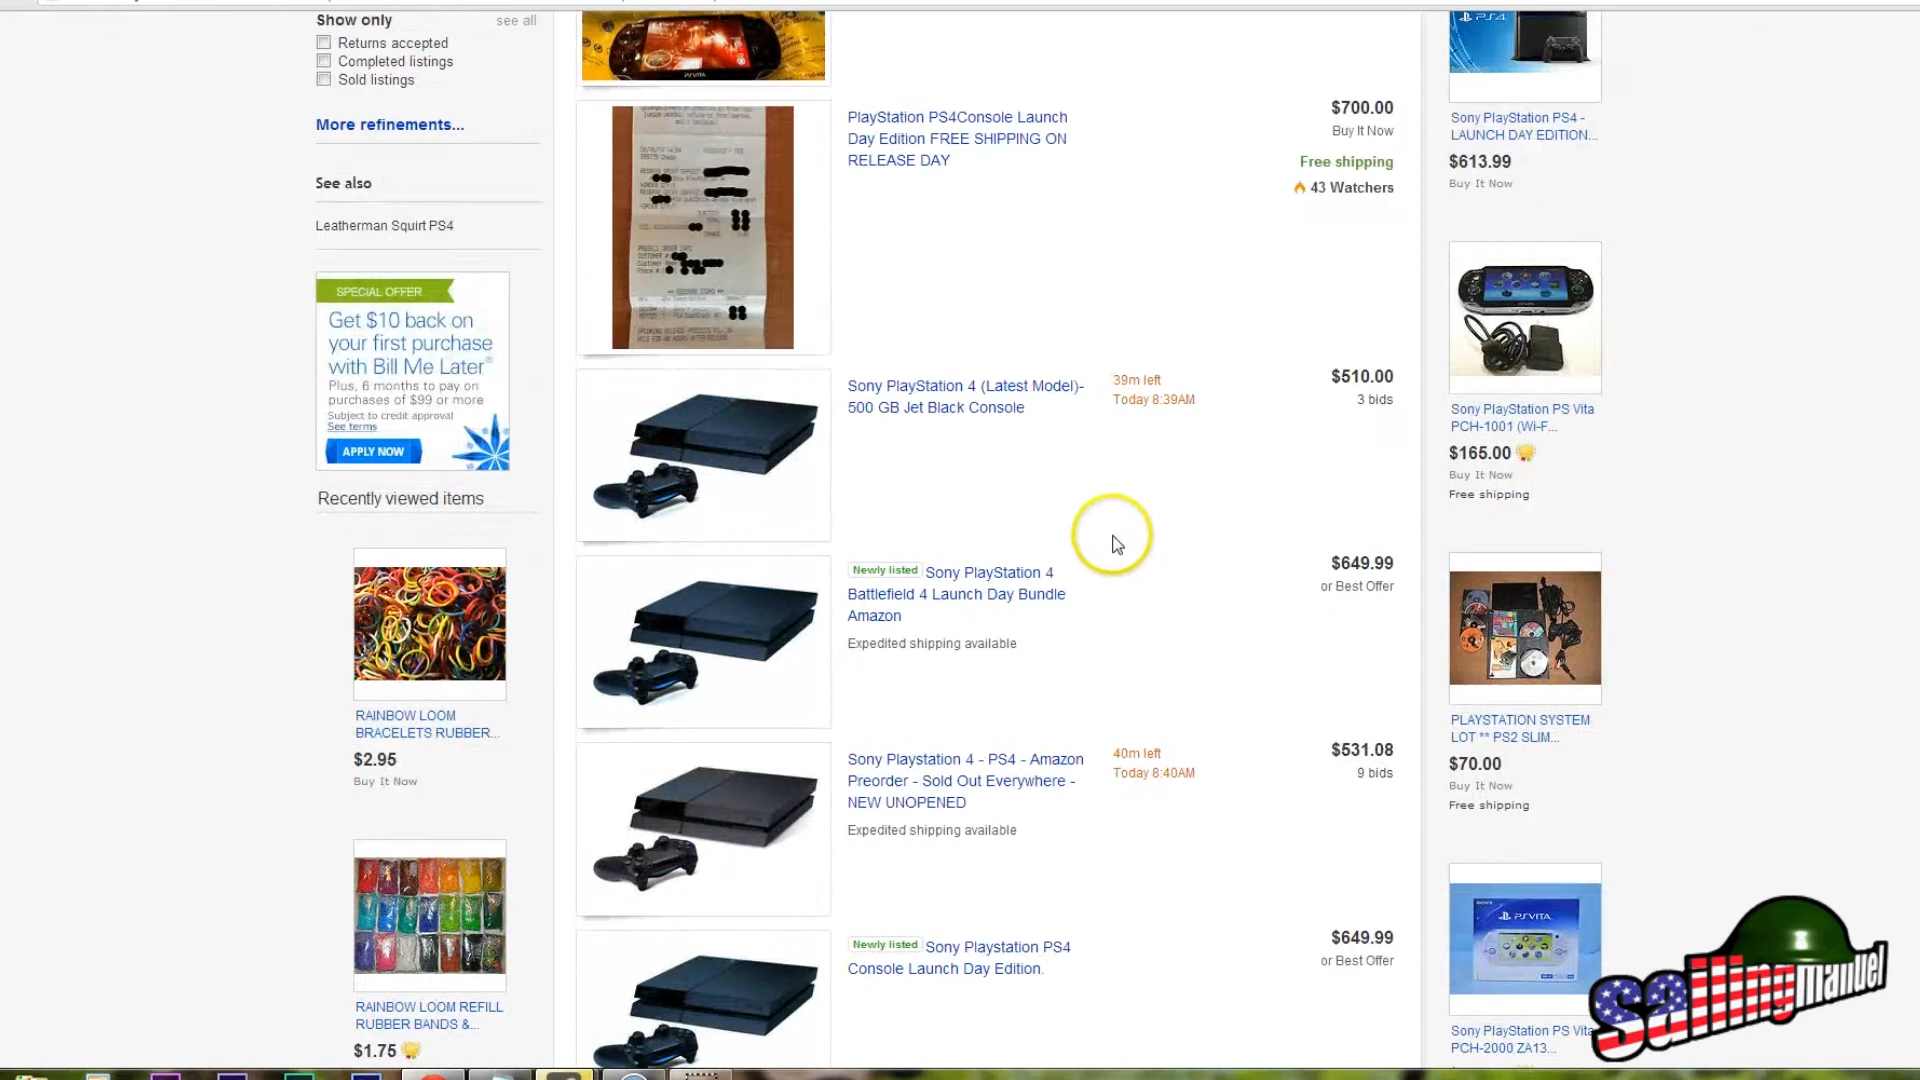 Show only see all
Returns accepted
Completed listings
Sold listings
More refinements...
See also
Leatherman Squirt PS4
SPECIAL OFFER
Get $10 back on
your first purchase
with Bill Me Later®
Plus, 6 months to pay on
purchases of $99 or more
Subject to credit approval
See terms
APPLY NOW
Recently viewed items
RAINBOW LOOM
BRACELETS RUBBER...
$2.95
Buy It Now
RAINBOW LOOM REFILL
RUBBER BANDS &...
$1.75
PSVITA
PlayStation PS4Console Launch
Day Edition FREE SHIPPING ON
RELEASE DAY
$700.00
Buy It Now
Free shipping
43 Watchers
Sony PlayStation 4 (Latest Model)-
500 GB Jet Black Console
39m left
Today 8:39AM
$510.00
3 bids
Newly listed Sony PlayStation 4
Battlefield 4 Launch Day Bundle
Amazon
Expedited shipping available
$649.99
or Best Offer
Sony Playstation 4 - PS4 - Amazon
Preorder - Sold Out Everywhere -
NEW UNOPENED
Expedited shipping available
40m left
Today 8:40AM
$531.08
9 bids
Newly listed Sony Playstation PS4
Console Launch Day Edition.
$649.99
or Best Offer
PS4
Sony PlayStation PS4 -
LAUNCH DAY EDITION...
$613.99
Buy It Now
Sony PlayStation PS Vita
PCH-1001 (Wi-F...
$165.00
Buy It Now
Free shipping
PLAYSTATION SYSTEM
LOT ** PS2 SLIM...
$70.00
Buy It Now
Free shipping
SONY
PSVITA
Sony PlayStation PS Vita
PCH-2000 ZA13...
sailingmanuel